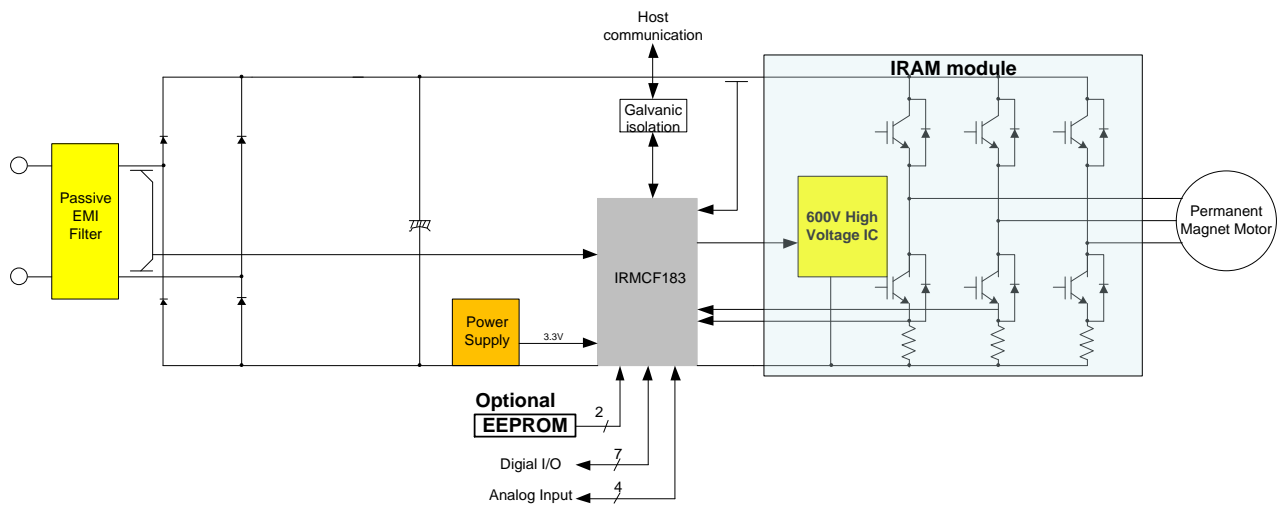 Host
communication
IRAM module
Galvanic
isolation
Passive
EMI
Filter
600V High
Voltage IC
Permanent
Magnet Motor
IRMCF183
Power
Supply
3.3V
Optional
EEPROM
2
Digial I/O
7
Analog Input
4